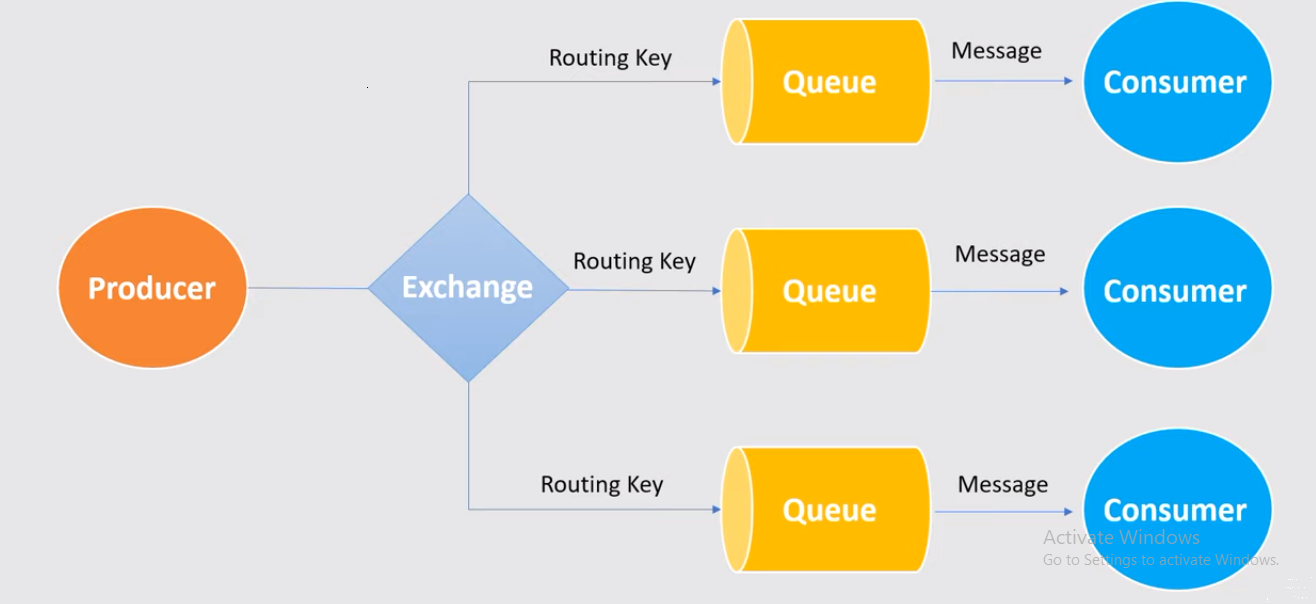 Routing Key
Queue
Message
Consumer
Producer
Exchange
Routing Key
Queue
Message
Consumer
Routing Key
Queue
Message
Consumer
Activate Windows
Go to Settings to activate Windows.